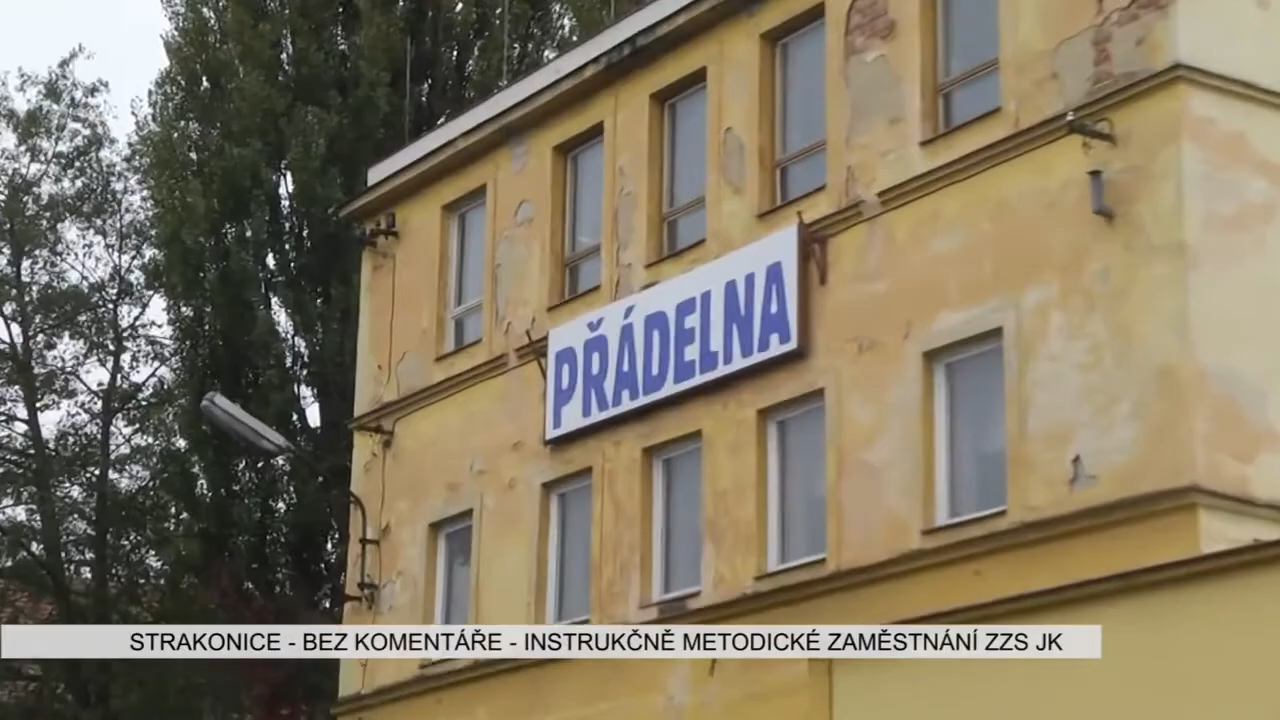 PŘÁDELNA
STRAKONICE - BEZ KOMENTÁŘE - INSTRUKČNĚ METODICKÉ ZAMĚSTNÁNÍ ZZS JK